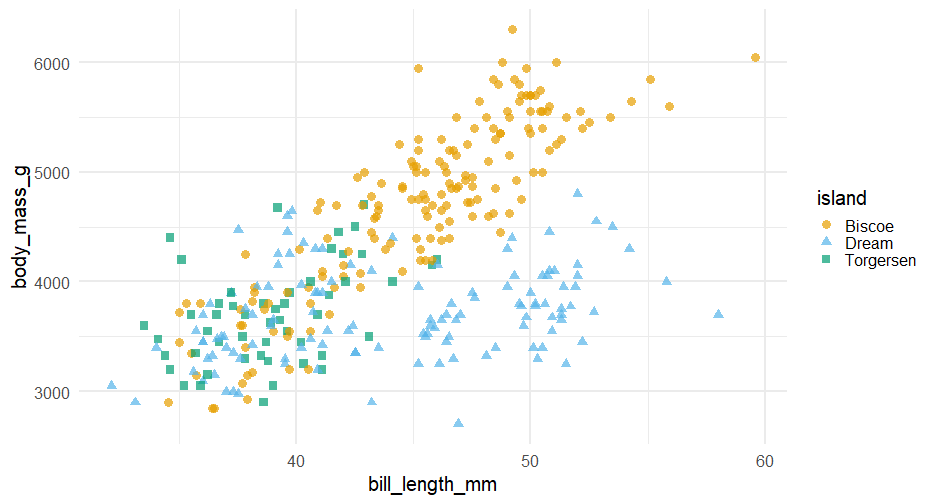 6000
5000
4000
3000
body_mass_g
40
50
60
bill_length_mm
island
Biscoe
Dream
Torgersen